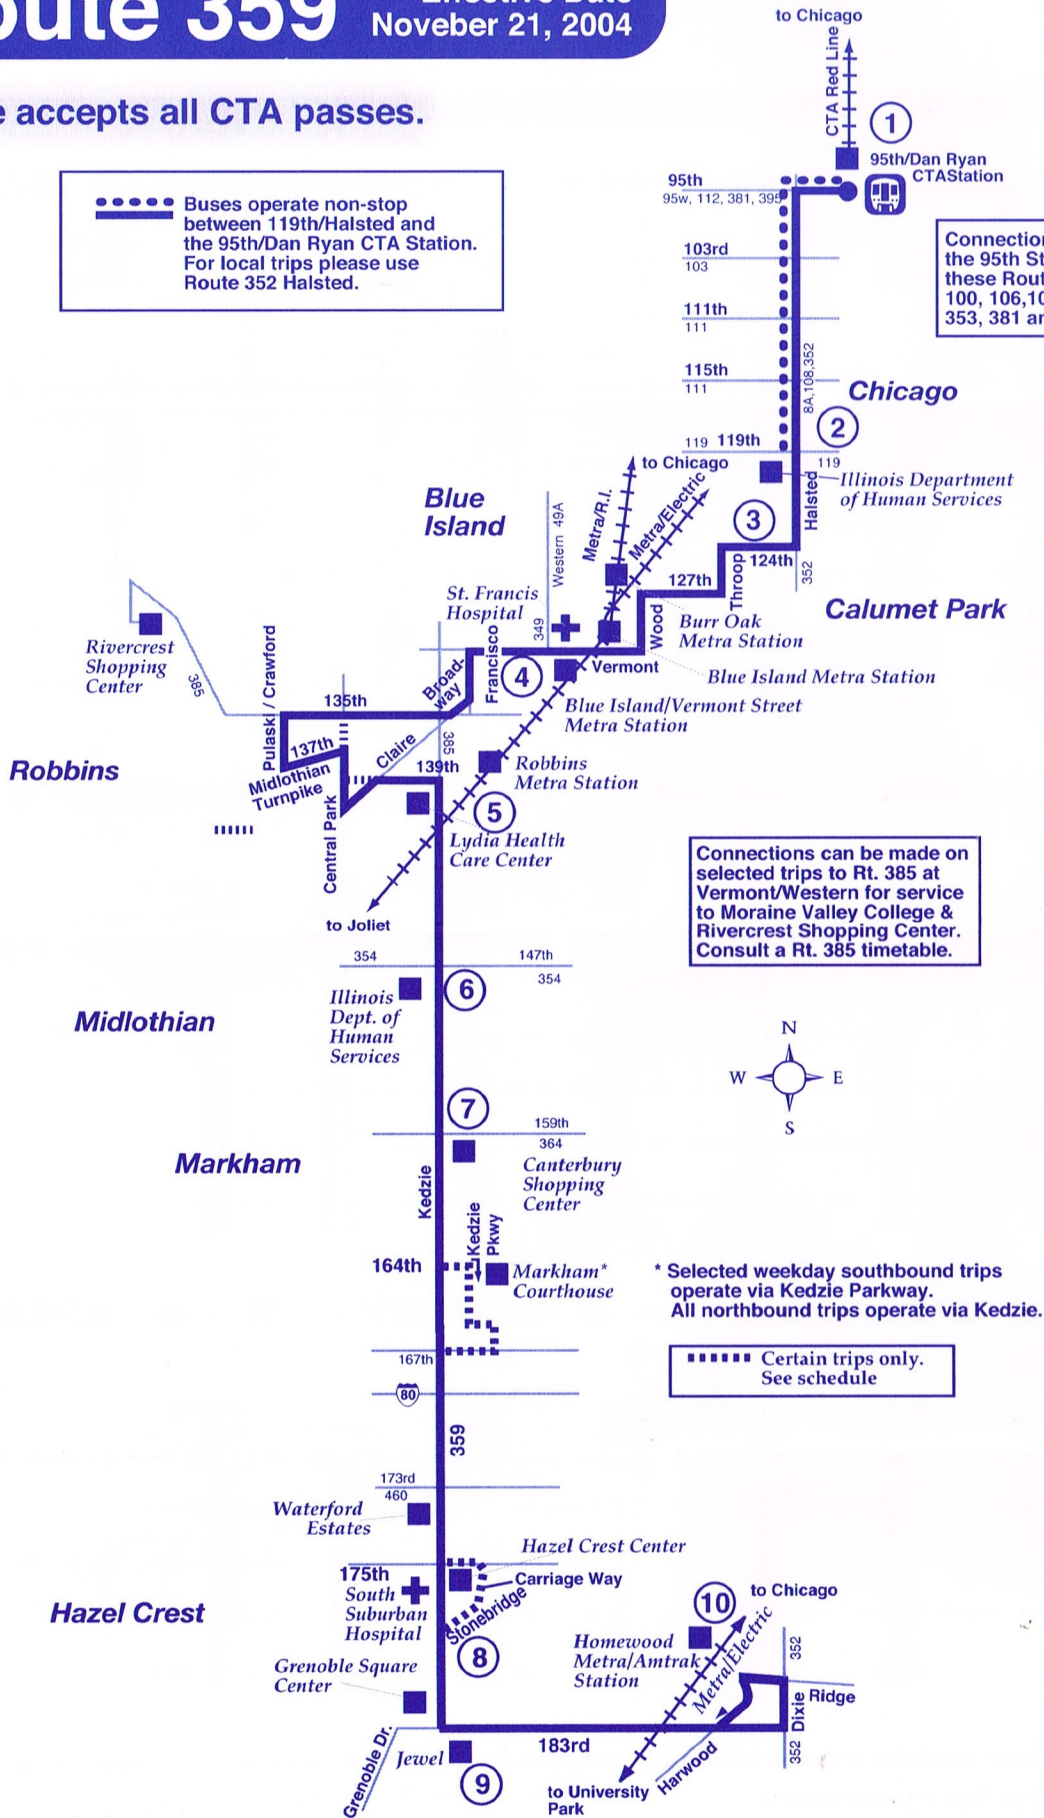 Route 359
Effective Date
Noveber 21, 2004
accepts all CTA passes.
Buses operate non-stop
between 119th/Halsted and
the 95th/Dan Ryan CTA Station.
For local trips please use
Route 352 Halsted.
to Chicago
CTA Red Line
1
95th/Dan Ryan
CTAStation
95th
95w, 112, 381, 395
103rd
103
111th
111
115th
111
8A,108,352
Connection
the 95th St
these Rout
100, 106,10
353, 381 an
Chicago
2
119 119th
119
Illinois Department
of Human Services
Halsted
3
124th
352
Throop
127th
Calumet Park
to Chicago
Metra/R.I.
Metra/Electric
Blue
Island
Western 49A
349
St. Francis
Hospital
Wood
Burr Oak
Metra Station
Vermont
Blue Island Metra Station
Blue Island/Vermont Street
Metra Station
4
Francisco
Broad-
way
Rivercrest
Shopping
Center
385
Pulaski / Crawford
135th
137th
Midlothian
Turnpike
Claire
385
139th
Robbins
Central Park
Robbins
Metra Station
5
Lydia Health
Care Center
to Joliet
Connections can be made on
selected trips to Rt. 385 at
Vermont/Western for service
to Moraine Valley College &
Rivercrest Shopping Center.
Consult a Rt. 385 timetable.
354
147th
354
6
Illinois
Dept. of
Human
Services
Midlothian
N
W
E
S
7
159th
364
Canterbury
Shopping
Center
Markham
Kedzie
Kedzie
Pkwy
164th
Markham*
Courthouse
* Selected weekday southbound trips
operate via Kedzie Parkway.
All northbound trips operate via Kedzie.
Certain trips only.
See schedule
167th
80
359
173rd
460
Waterford
Estates
Hazel Crest Center
175th
Carriage Way
Stonebridge
South
Suburban
Hospital
Hazel Crest
8
Grenoble Square
Center
10
to Chicago
Homewood
Metra/Amtrak
Station
Metra/Electric
352
Ridge
Dixie
352
Harwood
183rd
to University
Park
Grenoble Dr.
Jewel
9